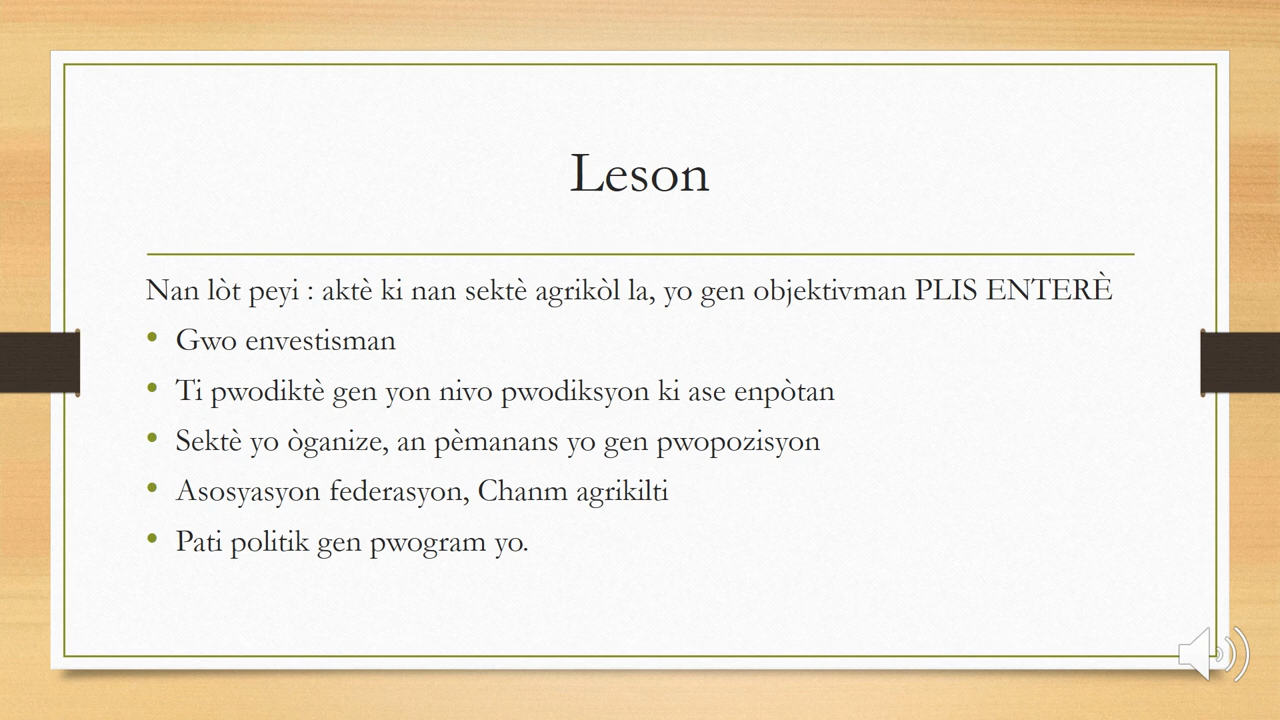 Leson
Nan lòt peyi : aktè ki nan sektè agrikòl la, yo gen objektivman PLIS ENTERÈ
• Gwo envestisman
• Ti pwodiktè gen yon nivo pwodiksyon ki ase enpòtan
• Sektè yo òganize, an pèmanans yo gen pwopozisyon
• Asosyasyon federasyon, Chanm agrikilti
• Pati politik gen pwogram yo.